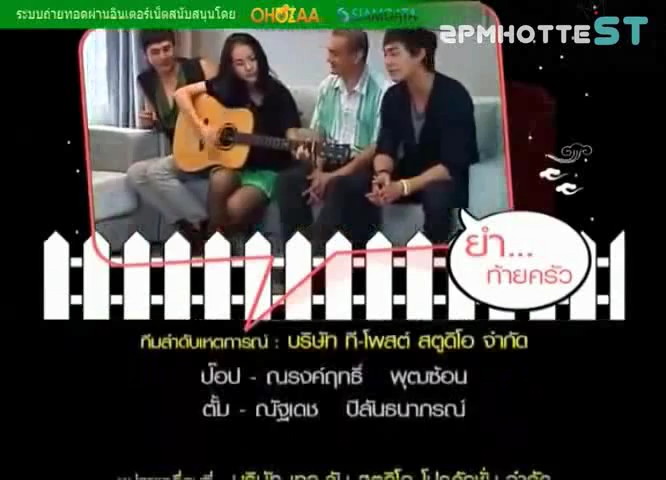 ระบบถ่ายทอดผ่านอินเตอร์เน็ตสนับสนุนโดย OHOZAA SIAMDATA
2PMHOTTEST
ยำ...
ท้ายครัว
ทีมลำดับเหตุการณ์ : บริษัท ที-โพสต์ สตูดิโอ จำกัด
ป๊อป - ณรงค์ฤทธิ์ พุฒซ้อน
ตั้ม - ณัฐเดช ปิลันธนาภรณ์